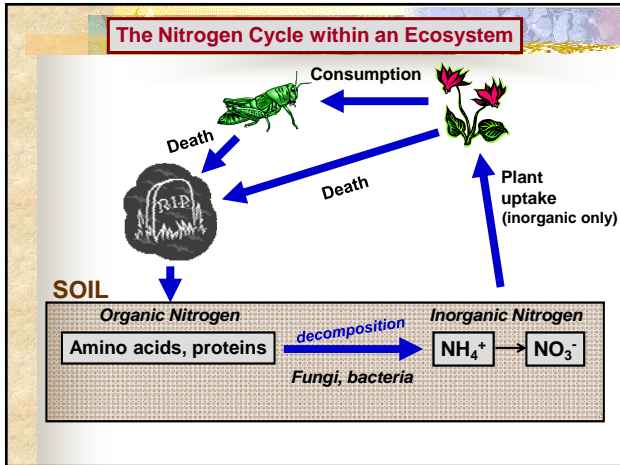 The Nitrogen Cycle within an Ecosystem
Consumption
Death
Death
Plant
uptake
(inorganic only)
R.I.P.
SOIL
Organic Nitrogen
decomposition
Inorganic Nitrogen
Amino acids, proteins
NH₄⁺
NO₃⁻
Fungi, bacteria